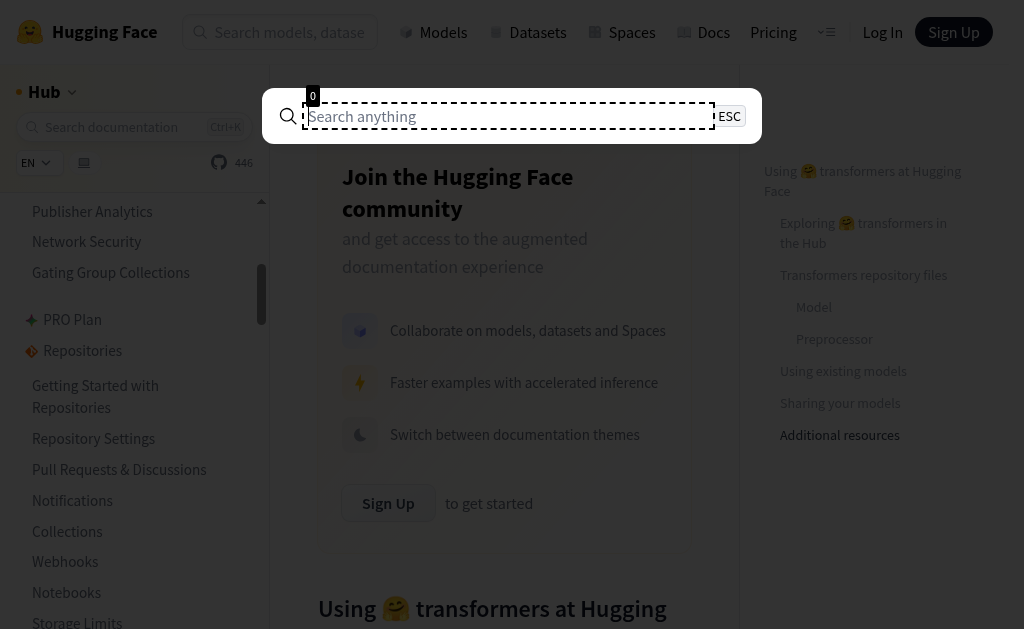 Hugging Face
Search models, datase
Models
Datasets
Spaces
Docs
Pricing
Log In
Sign Up
Hub
Search documentation
Ctrl+K
EN
446
0
Search anything
ESC
Publisher Analytics
Network Security
Gating Group Collections
PRO Plan
Repositories
Getting Started with
Repositories
Repository Settings
Pull Requests & Discussions
Notifications
Collections
Webhooks
Notebooks
Storage Limits
Join the Hugging Face
community
and get access to the augmented
documentation experience
Collaborate on models, datasets and Spaces
Faster examples with accelerated inference
Switch between documentation themes
Sign Up
to get started
Using 🤗 transformers at Hugging
Using 🤗 transformers at Hugging
Face
Exploring 🤗 transformers in
the Hub
Transformers repository files
Model
Preprocessor
Using existing models
Sharing your models
Additional resources